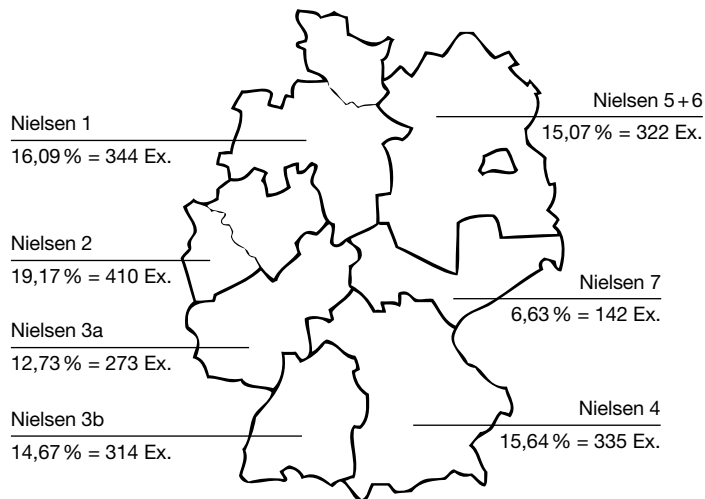 Nielsen 1
16,09 % = 344 Ex.
Nielsen 2
19,17 % = 410 Ex.
Nielsen 3a
12,73 % = 273 Ex.
Nielsen 3b
14,67 % = 314 Ex.
Nielsen 5+6
15,07 % = 322 Ex.
Nielsen 7
6,63 % = 142 Ex.
Nielsen 4
15,64 % = 335 Ex.